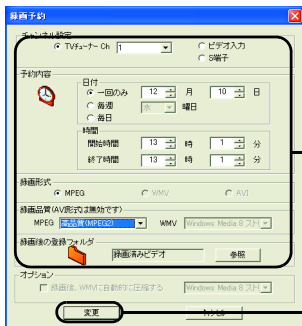 録画予約
チャンネル設定
TVチューナー Ch 1
ビデオ入力
S端子
予約内容
日付
一回のみ 12 月 10 日
毎週 水 曜日
毎日
時間
開始時間 13 時 1 分
終了時間 13 時 1 分
録画形式
MPEG WMV AVI
録画品質(AVI形式は無効です)
MPEG 高品質(MPEG2) WMV Windows Media 8
録画後の登録フォルダ
録画済みビデオ 参照
オプション
録画後、WMVに自動的に圧縮する Windows Media 8
変更 キャンセル